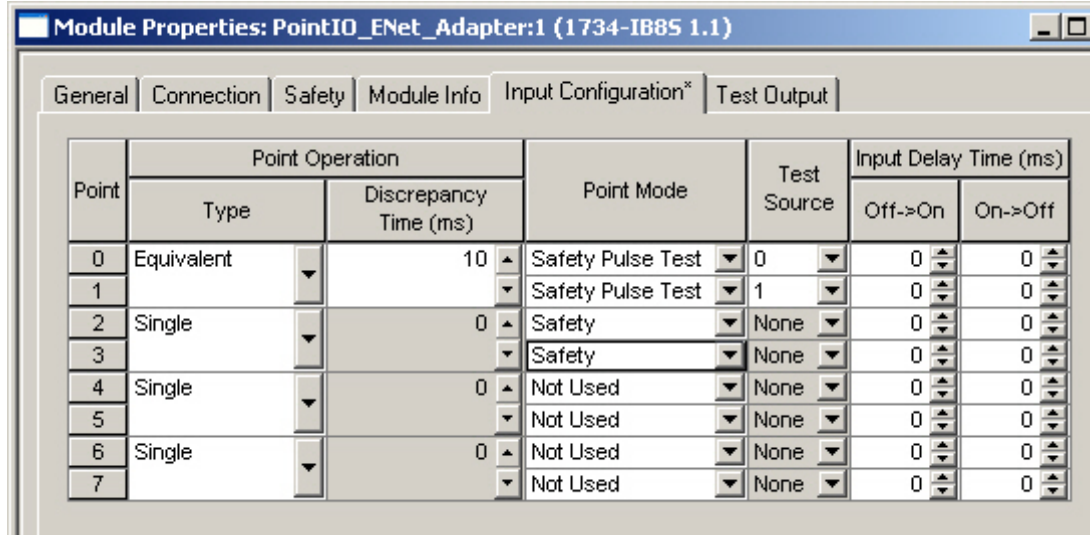 Module Properties: PointIO_ENet_Adapter:1 (1734-IB8S 1.1)
General Connection Safety Module Info Input Configuration* Test Output
Point Point Operation Point Mode Test Source Input Delay Time (ms)
Type Discrepancy Time (ms) Off->On On->Off
0 Equivalent 10 Safety Pulse Test 0 0 0
1 Safety Pulse Test 1 0 0
2 Single 0 Safety None 0 0
3 Safety None 0 0
4 Single 0 Not Used None 0 0
5 Not Used None 0 0
6 Single 0 Not Used None 0 0
7 Not Used None 0 0